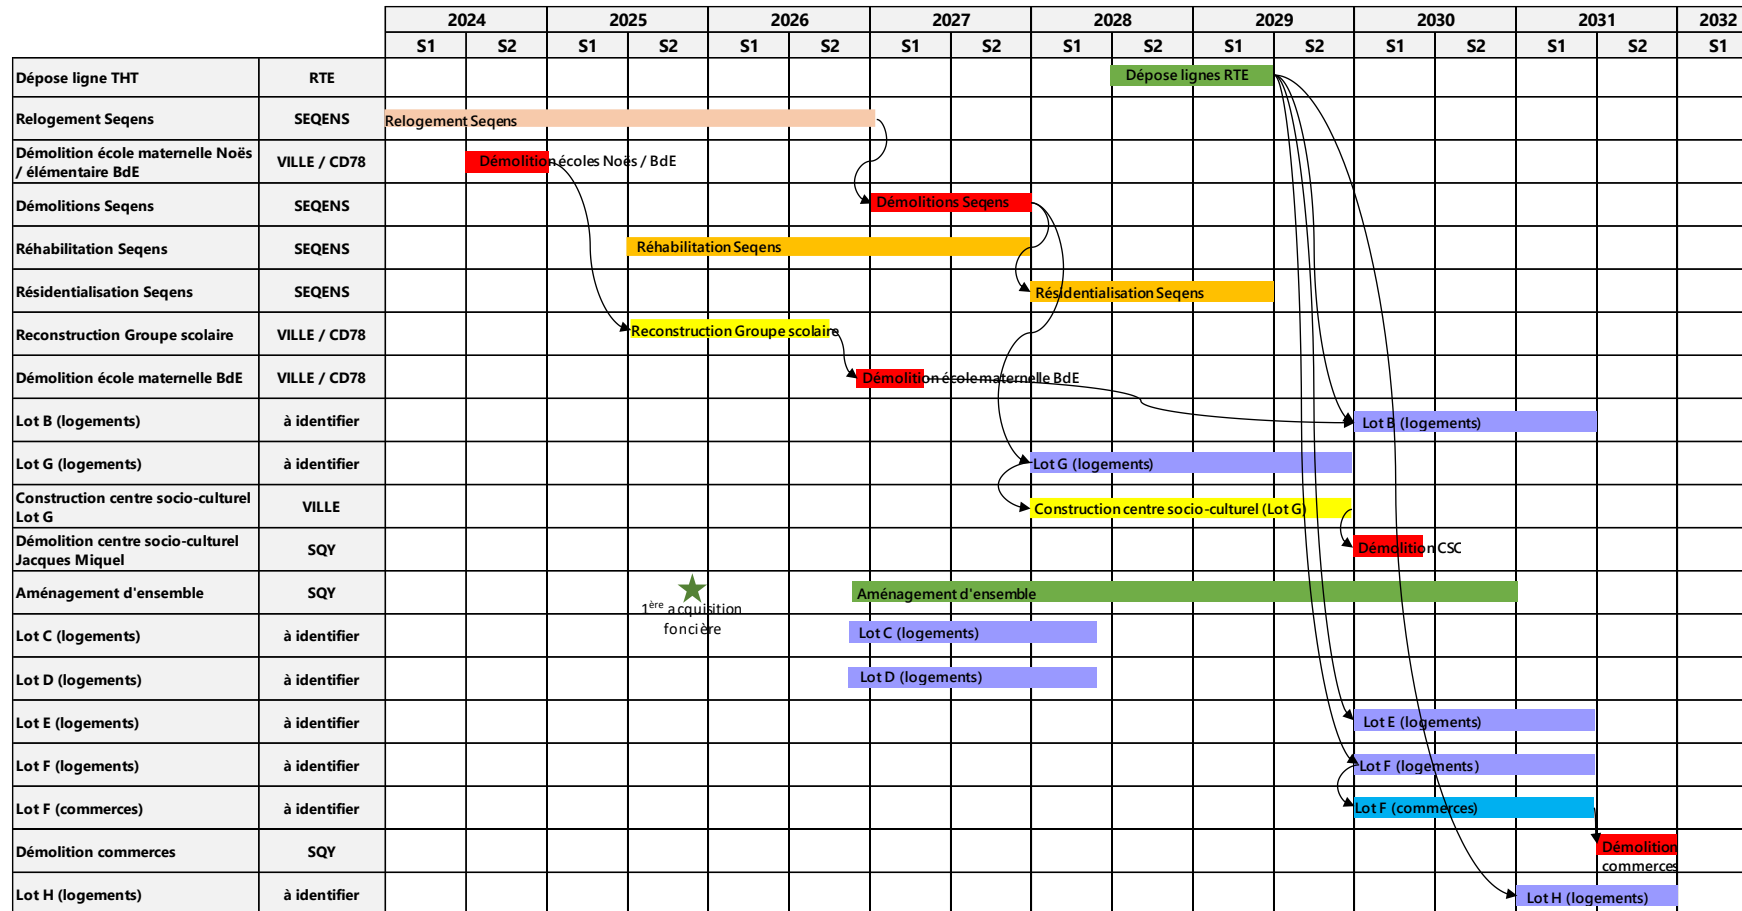 2024 2025 2026 2027 2028 2029 2030 2031 2032
S1 S2 S1 S2 S1 S2 S1 S2 S1 S2 S1 S2 S1 S2 S1 S2 S1
Dépose ligne THT RTE Dépose lignes RTE
Relogement Seqens SEQENS Relogement Seqens
Démolition école maternelle Noës
/ élémentaire BdE VILLE / CD78 Démolition écoles Noës / BdE
Démolitions Seqens SEQENS Démolitions Seqens
Réhabilitation Seqens SEQENS Réhabilitation Seqens
Résidentialisation Seqens SEQENS Résidentialisation Seqens
Reconstruction Groupe scolaire VILLE / CD78 Reconstruction Groupe scolaire
Démolition école maternelle BdE VILLE / CD78 Démolition école maternelle BdE
Lot B (logements) à identifier Lot B (logements)
Lot G (logements) à identifier Lot G (logements)
Construction centre socio-culturel
Lot G VILLE Construction centre socio-culturel (Lot G)
Démolition centre socio-culturel
Jacques Miquel SQY Démolition CSC
Aménagement d'ensemble SQY Aménagement d'ensemble
1ère acquisition
foncière
Lot C (logements) à identifier Lot C (logements)
Lot D (logements) à identifier Lot D (logements)
Lot E (logements) à identifier Lot E (logements)
Lot F (logements) à identifier Lot F (logements)
Lot F (commerces) à identifier Lot F (commerces)
Démolition commerces SQY Démolition
commerces
Lot H (logements) à identifier Lot H (logements)